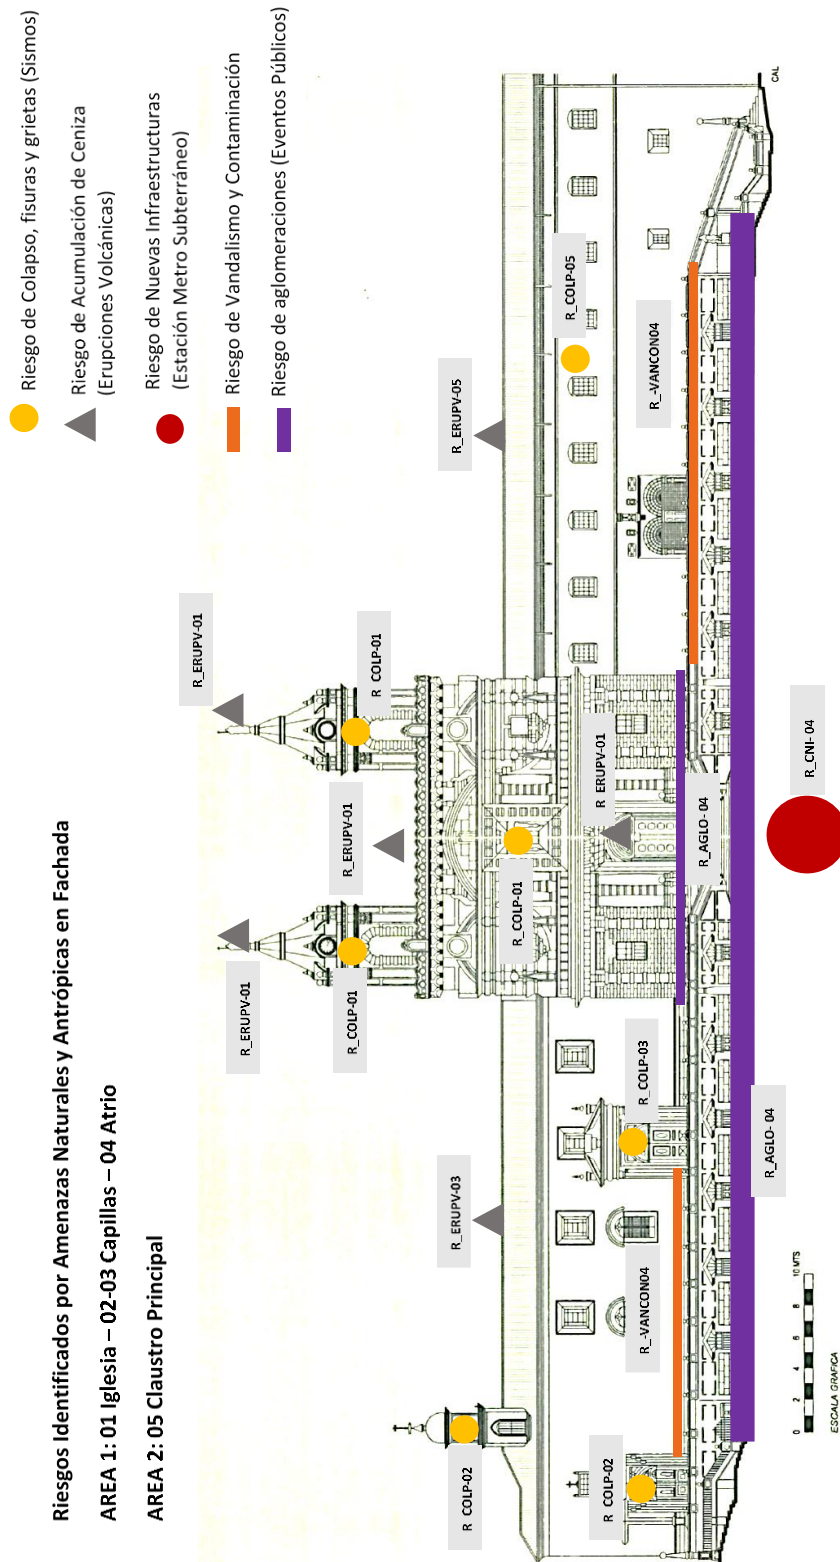 Riesgos Identificados por Amenazas Naturales y Antrópicas en Fachada
AREA 1: 01 Iglesia – 02-03 Capillas – 04 Atrio
AREA 2: 05 Claustro Principal
Riesgo de Colapso, fisuras y grietas (Sismos)
Riesgo de Acumulación de Ceniza
(Erupciones Volcánicas)
Riesgo de Nuevas Infraestructuras
(Estación Metro Subterráneo)
Riesgo de Vandalismo y Contaminación
Riesgo de aglomeraciones (Eventos Públicos)
R_ERUPV-01
R_ERUPV-01
R_COLP-01
R_COLP-01
R_ERUPV-01
R_ERUPV-03
R_ERUPV-05
R_COLP-02
R_COLP-01
R_COLP-05
R_COLP-02
R_COLP-03
R_ERUPV-01
R_-VANCON04
R_-VANCON04
R_AGLO- 04
R_AGLO- 04
R_CNI- 04
CAL
0 2 4 6 8 10 MTS
ESCALA GRAFICA